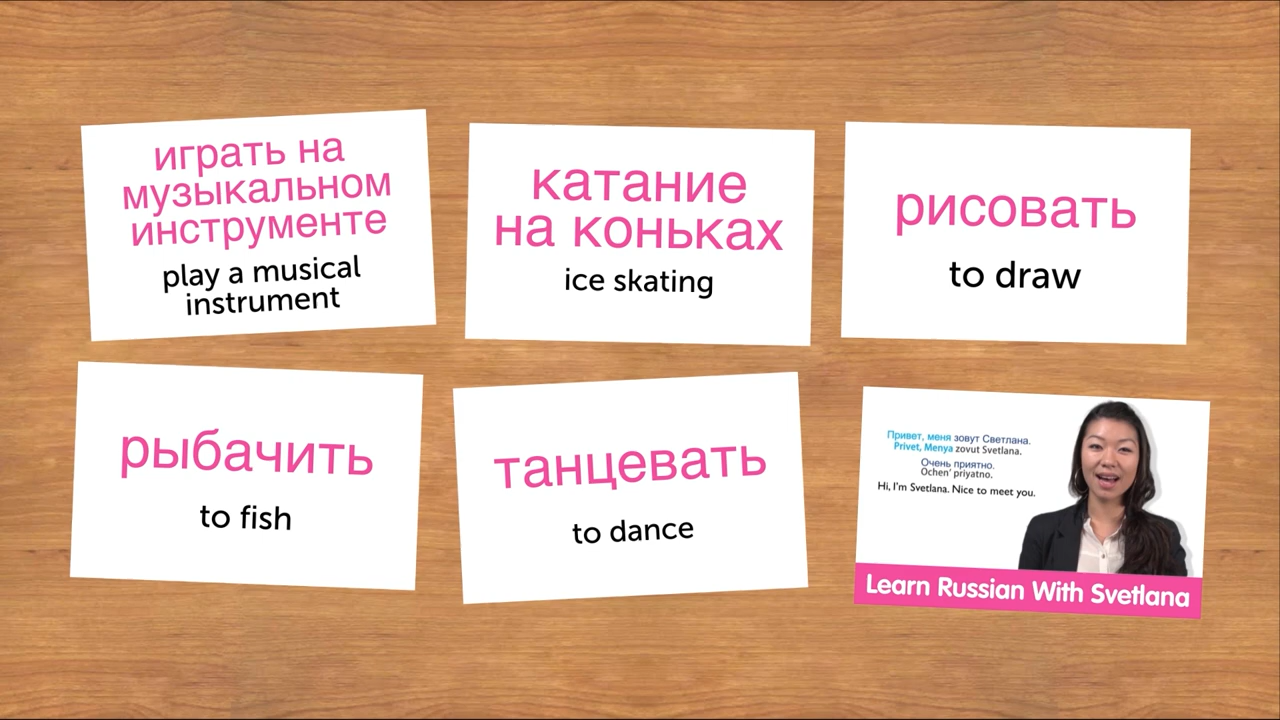 играть на
музыкальном
инструменте
play a musical
instrument
катание
на коньках
ice skating
рисовать
to draw
рыбачить
to fish
танцевать
to dance
Привет, меня зовут Светлана.
Privet, Menya zovut Svetlana.
Очень приятно.
Ochen' priyatno.
Hi, I'm Svetlana. Nice to meet you.
Learn Russian With Svetlana